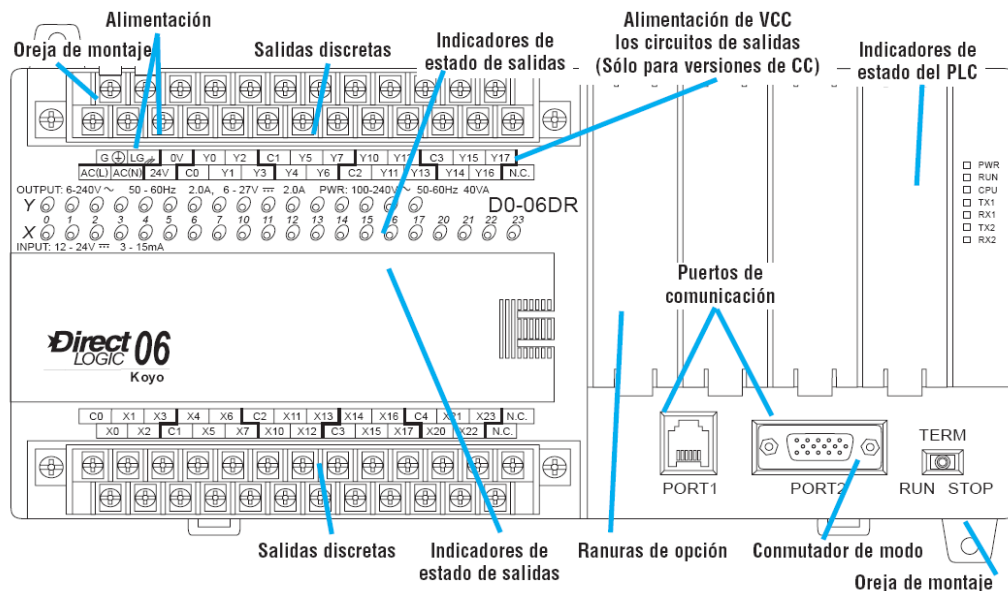 Alimentación
Oreja de montaje
Salidas discretas
Indicadores de
estado de salidas
Alimentación de VCC
los circuitos de salidas
(Sólo para versiones de CC)
Indicadores de
estado del PLC
G LG 0V Y0 Y2 C1 Y5 Y7 Y10 Y12 C3 Y15 Y17
AC(L) AC(N) 24V C0 Y1 Y3 Y4 Y6 C2 Y11 Y13 Y14 Y16 N.C.
OUTPUT: 6-240V ~ 50 - 60Hz 2.0A, 6 - 27V ⎓ 2.0A PWR: 100-240V ~ 50-60Hz 40VA
Y
D0-06DR
0 1 2 3 4 5 6 7 10 11 12 13 14 15 16 17 20 21 22 23
X
INPUT: 12 - 24V ⎓ 3 - 15mA
PWR
RUN
CPU
TX1
RX1
TX2
RX2
Puertos de
comunicación
Direct
LOGIC 06
Koyo
C0 X1 X3 X4 X6 C2 X11 X13 X14 X16 C4 X21 X23 N.C.
X0 X2 C1 X5 X7 X10 X12 C3 X15 X17 X20 X22 N.C.
PORT1
PORT2
TERM
RUN STOP
Salidas discretas
Indicadores de
estado de salidas
Ranuras de opción
Conmutador de modo
Oreja de montaje